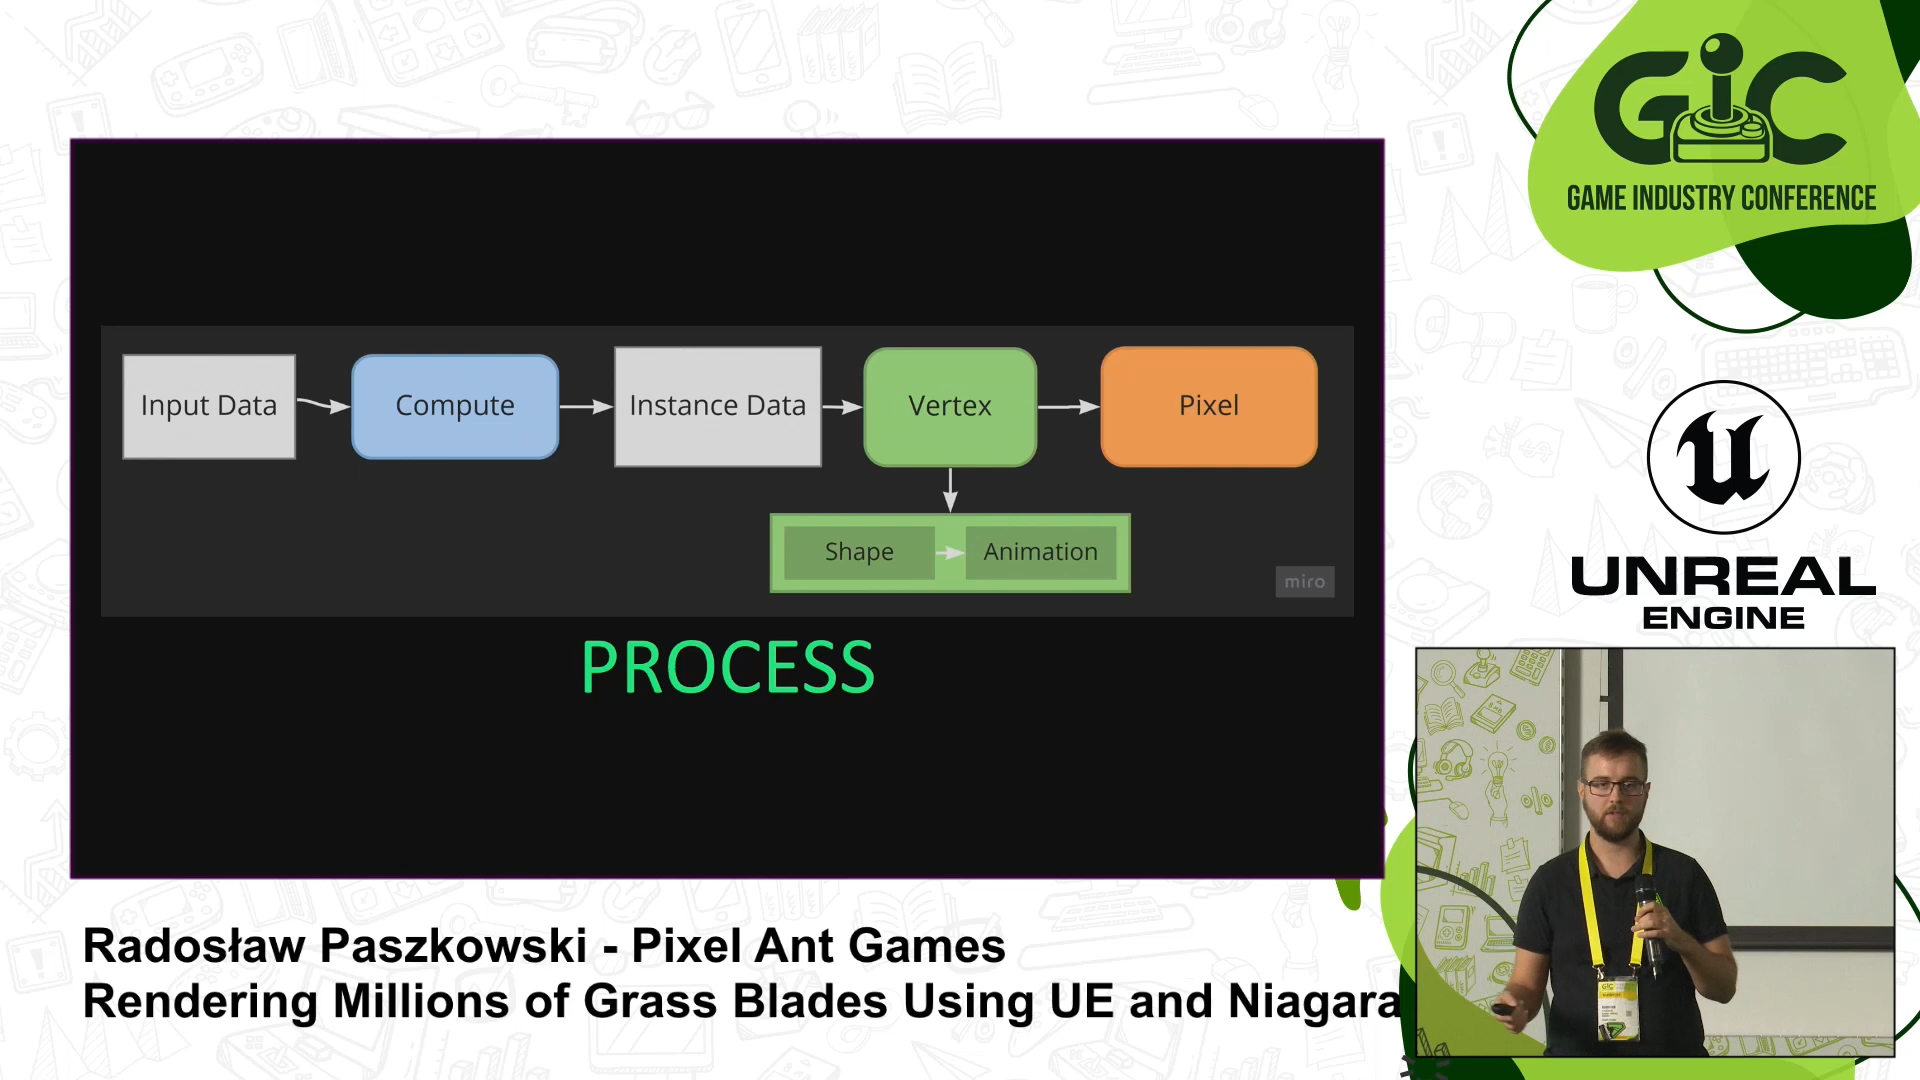 GIC
GAME INDUSTRY CONFERENCE
Input Data
Compute
Instance Data
Vertex
Pixel
Shape
Animation
miro
PROCESS
UNREAL
ENGINE
Radosław Paszkowski - Pixel Ant Games
Rendering Millions of Grass Blades Using UE and Niagara